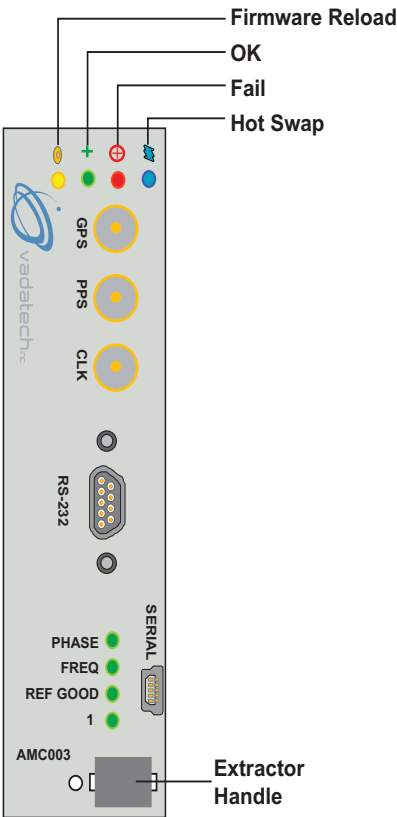 Firmware Reload
OK
Fail
Hot Swap
vadatech
GPS
PPS
CLK
RS-232
SERIAL
PHASE
FREQ
REF GOOD
1
AMC003
Extractor
Handle